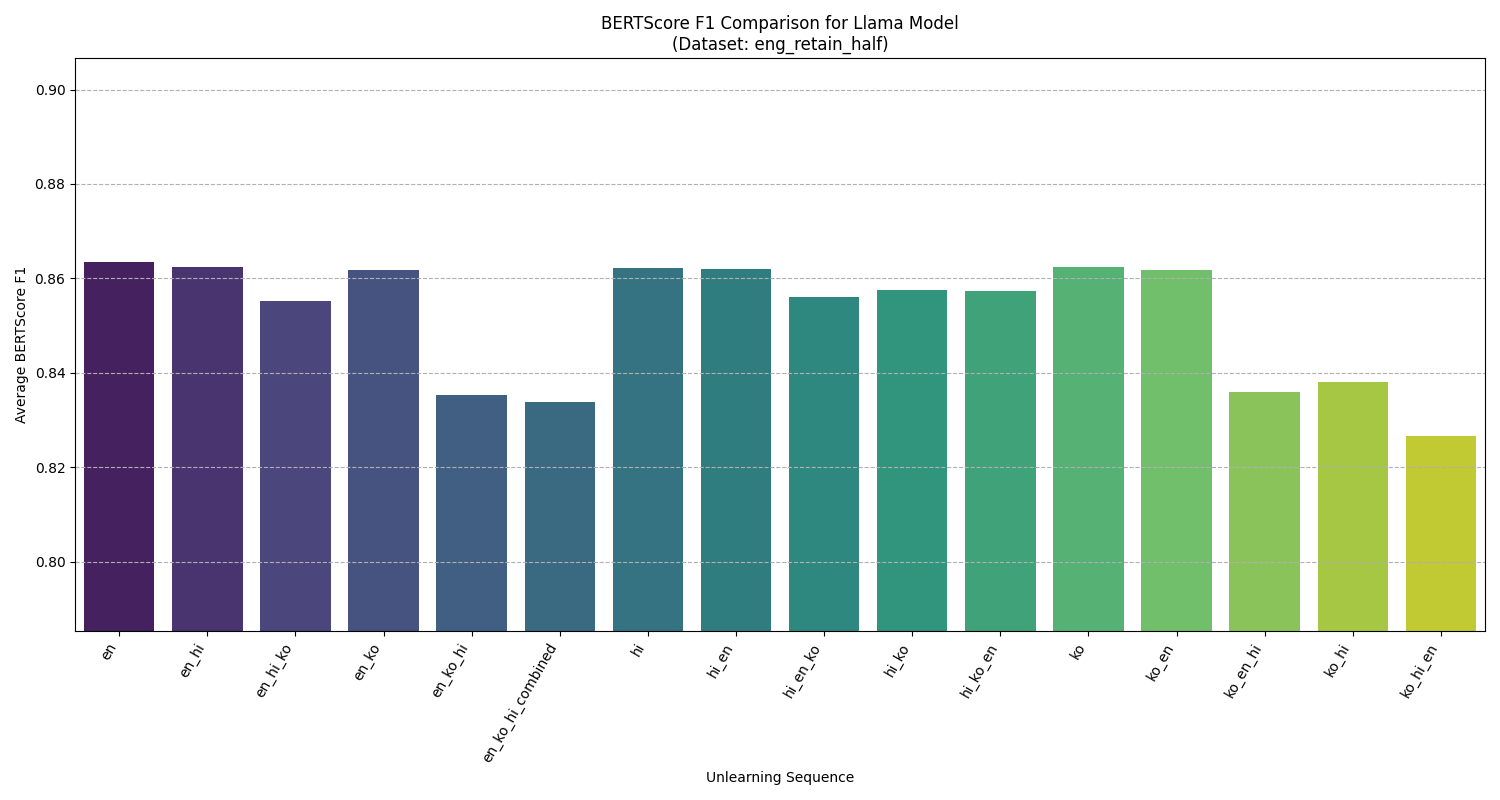 BERTScore F1 Comparison for Llama Model
(Dataset: eng_retain_half)
Average BERTScore F1
0.90
0.88
0.86
0.84
0.82
0.80
en
en_hi
en_hi_ko
en_ko
en_ko_hi
en_ko_hi_combined
hi
hi_en
hi_en_ko
hi_ko
hi_ko_en
ko
ko_en
ko_en_hi
ko_hi
ko_hi_en
Unlearning Sequence